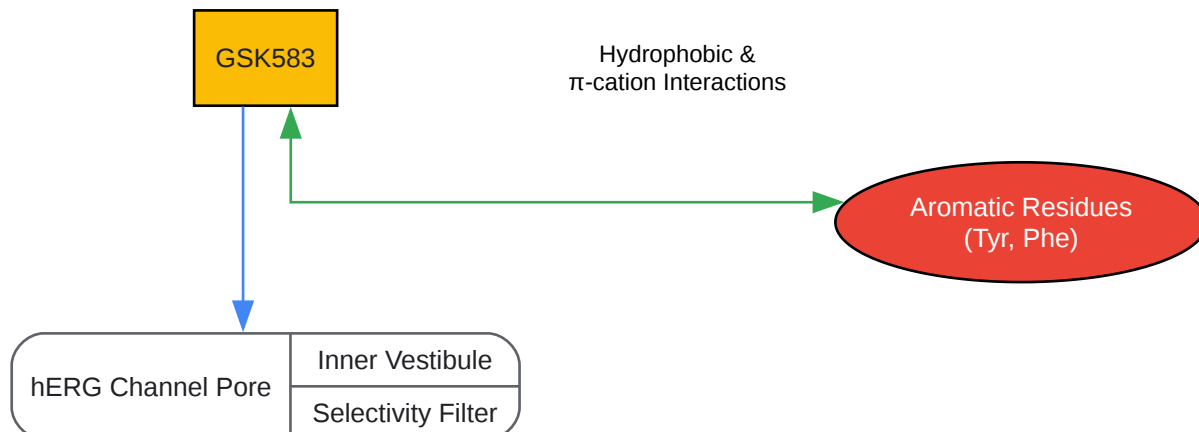 GSK583
Hydrophobic &
π-cation Interactions
Aromatic Residues
(Tyr, Phe)
hERG Channel Pore
Inner Vestibule
Selectivity Filter